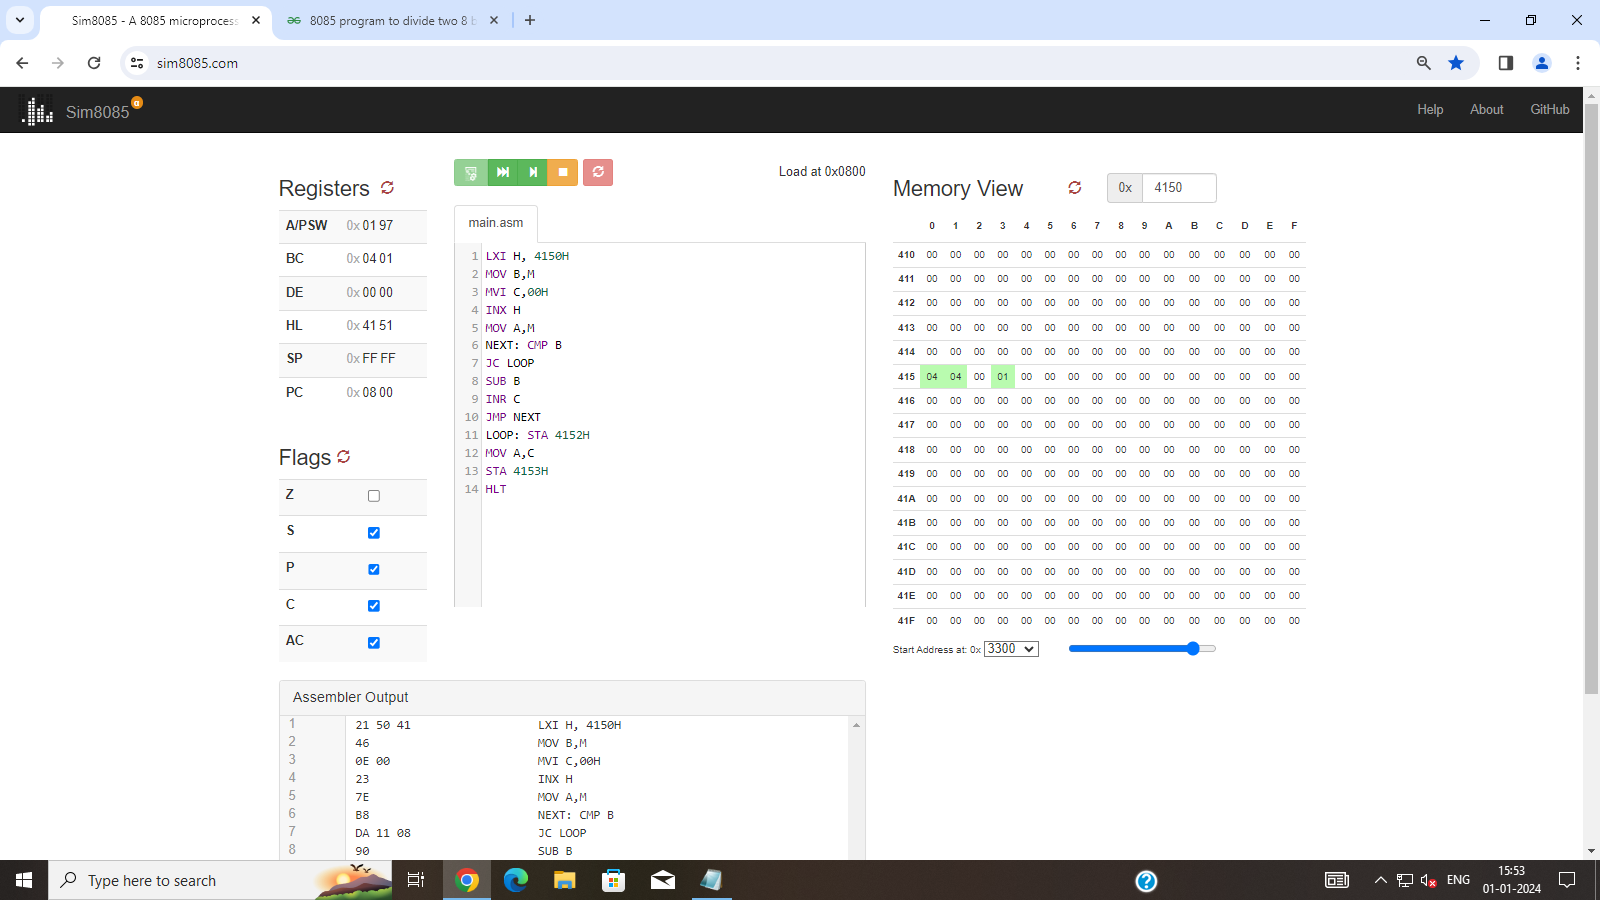 Sim8085 - A 8085 microprocess
8085 program to divide two 8 b
sim8085.com
Sim8085 α
Help About GitHub
Registers
A/PSW 0x 01 97
BC 0x 04 01
DE 0x 00 00
HL 0x 41 51
SP 0x FF FF
PC 0x 08 00
Flags
Z
S
P
C
AC
Load at 0x0800
main.asm
1 LXI H, 4150H
2 MOV B,M
3 MVI C,00H
4 INX H
5 MOV A,M
6 NEXT: CMP B
7 JC LOOP
8 SUB B
9 INR C
10 JMP NEXT
11 LOOP: STA 4152H
12 MOV A,C
13 STA 4153H
14 HLT
Memory View 0x 4150
0 1 2 3 4 5 6 7 8 9 A B C D E F
410 00 00 00 00 00 00 00 00 00 00 00 00 00 00 00 00
411 00 00 00 00 00 00 00 00 00 00 00 00 00 00 00 00
412 00 00 00 00 00 00 00 00 00 00 00 00 00 00 00 00
413 00 00 00 00 00 00 00 00 00 00 00 00 00 00 00 00
414 00 00 00 00 00 00 00 00 00 00 00 00 00 00 00 00
415 04 04 00 01 00 00 00 00 00 00 00 00 00 00 00 00
416 00 00 00 00 00 00 00 00 00 00 00 00 00 00 00 00
417 00 00 00 00 00 00 00 00 00 00 00 00 00 00 00 00
418 00 00 00 00 00 00 00 00 00 00 00 00 00 00 00 00
419 00 00 00 00 00 00 00 00 00 00 00 00 00 00 00 00
41A 00 00 00 00 00 00 00 00 00 00 00 00 00 00 00 00
41B 00 00 00 00 00 00 00 00 00 00 00 00 00 00 00 00
41C 00 00 00 00 00 00 00 00 00 00 00 00 00 00 00 00
41D 00 00 00 00 00 00 00 00 00 00 00 00 00 00 00 00
41E 00 00 00 00 00 00 00 00 00 00 00 00 00 00 00 00
41F 00 00 00 00 00 00 00 00 00 00 00 00 00 00 00 00
Start Address at: 0x 3300
Assembler Output
1 21 50 41 LXI H, 4150H
2 46 MOV B,M
3 0E 00 MVI C,00H
4 23 INX H
5 7E MOV A,M
6 B8 NEXT: CMP B
7 DA 11 08 JC LOOP
8 90 SUB B
Type here to search
ENG
15:53
01-01-2024